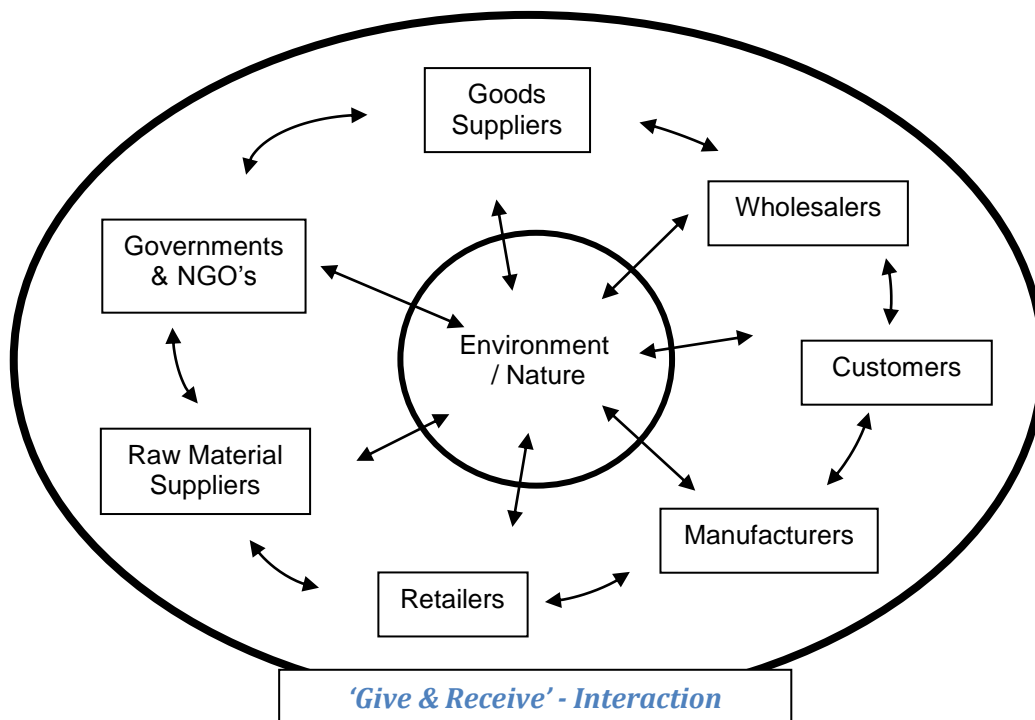 Goods
Suppliers
Wholesalers
Governments
& NGO’s
Environment
/ Nature
Customers
Raw Material
Suppliers
Manufacturers
Retailers
‘Give & Receive’ - Interaction